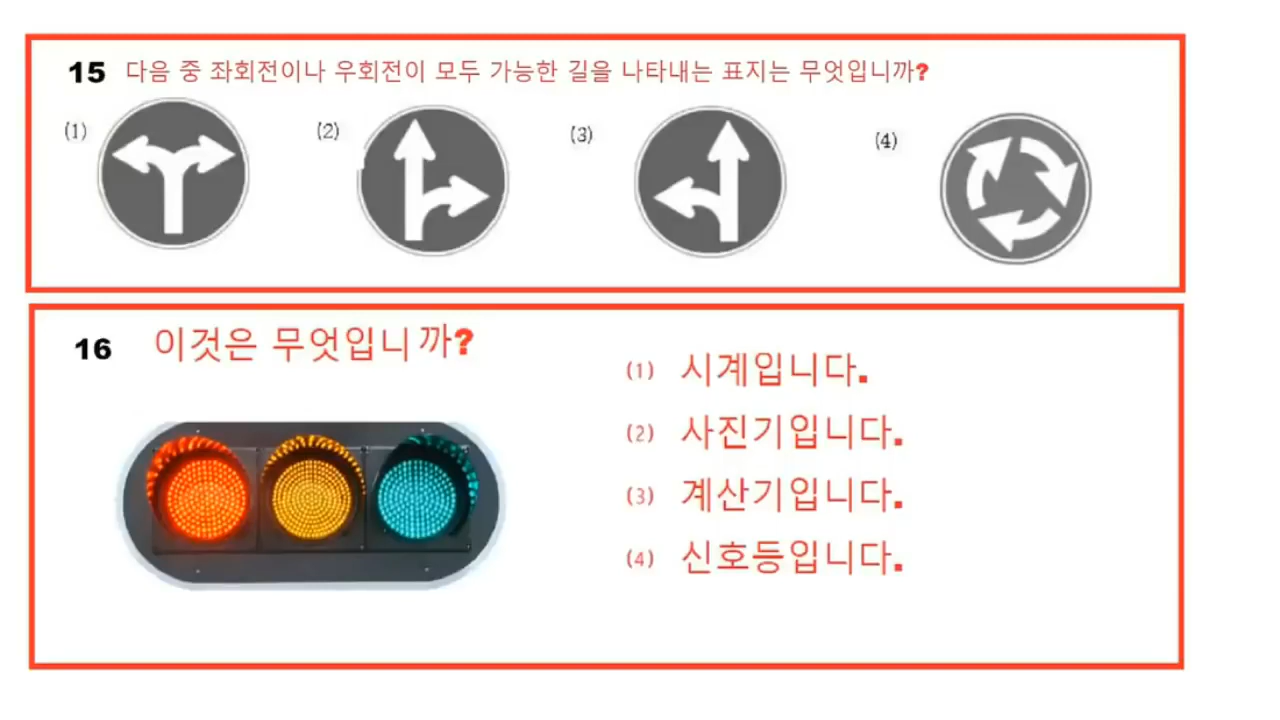 15 다음 중 좌회전이나 우회전이 모두 가능한 길을 나타내는 표지는 무엇입니까?
(1) (2) (3) (4)
16 이것은 무엇입니까?
(1) 시계입니다.
(2) 사진기입니다.
(3) 계산기입니다.
(4) 신호등입니다.